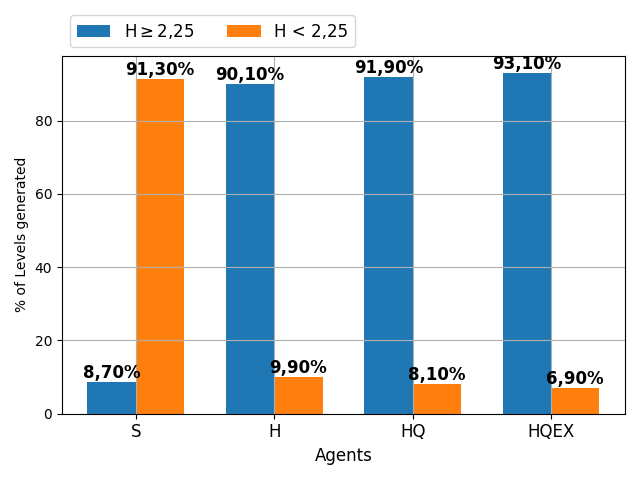 H ≥ 2,25 H < 2,25
91,30% 90,10% 91,90% 93,10%
80
60
40
20
0
% of Levels generated
8,70% 9,90% 8,10% 6,90%
S H HQ HQEX
Agents